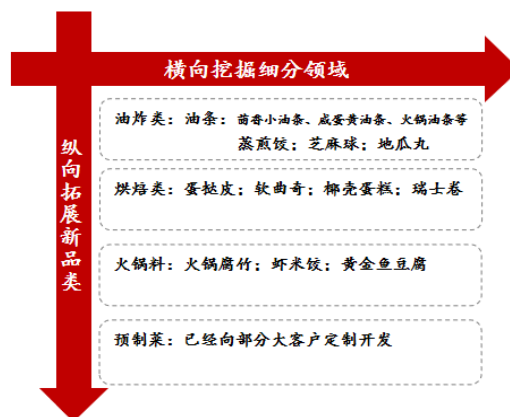 横向挖掘细分领域
纵向拓展新品类
油炸类：油条：茴香小油条、咸蛋黄油条、火锅油条等
蒸煎饺；芝麻球；地瓜丸
烘焙类：蛋挞皮；软曲奇；椰壳蛋糕；瑞士卷
火锅料：火锅腐竹；虾米饺；黄金鱼豆腐
预制菜：已经向部分大客户定制开发